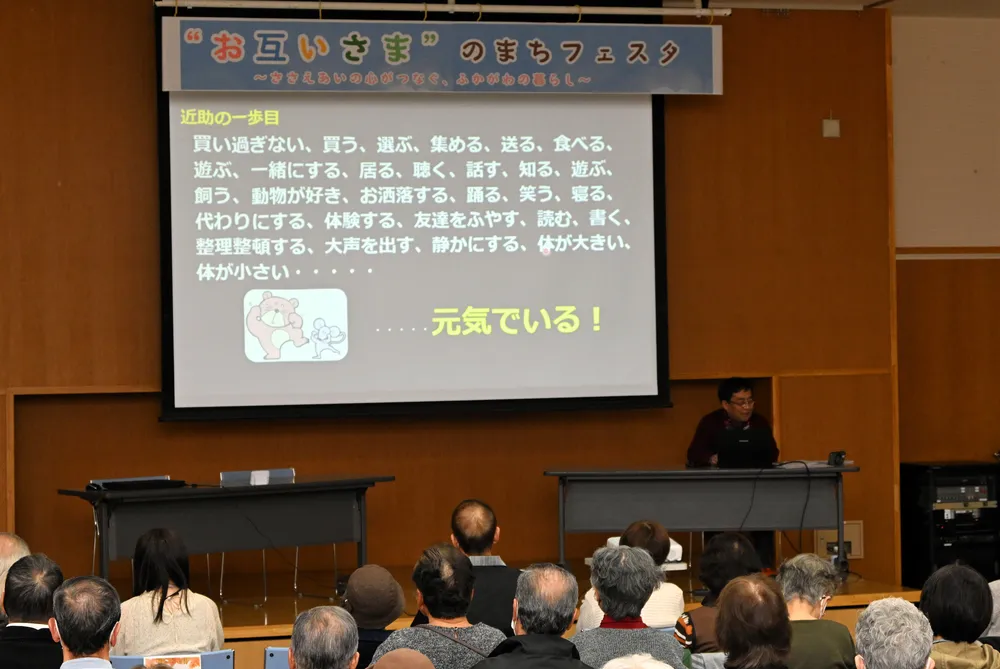 “お互いさま”のまちフェスタ
～ささえあいの心がつなぐ、ふかがわの暮らし～
近助の一歩目
買い過ぎない、買う、選ぶ、集める、送る、食べる、
遊ぶ、一緒にする、居る、聴く、話す、知る、遊ぶ、
飼う、動物が好き、お洒落する、踊る、笑う、寝る、
代わりにする、体験する、友達をふやす、読む、書く、
整理整頓する、大声を出す、静かにする、体が大きい、
体が小さい・・・・・
・・・・・元気でいる！